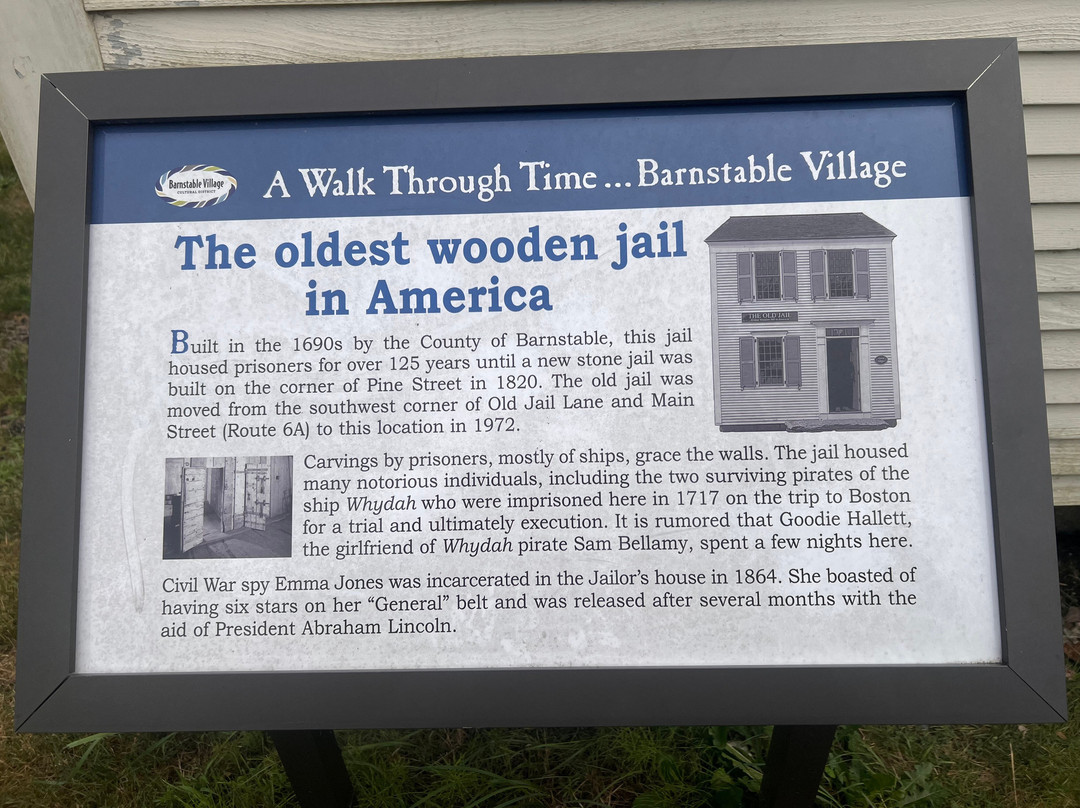 Barnstable Village
CULTURAL DISTRICT
A Walk Through Time...Barnstable Village
The oldest wooden jail
in America
Built in the 1690s by the County of Barnstable, this jail
housed prisoners for over 125 years until a new stone jail was
built on the corner of Pine Street in 1820. The old jail was
moved from the southwest corner of Old Jail Lane and Main
Street (Route 6A) to this location in 1972.
THE OLD JAIL
Carvings by prisoners, mostly of ships, grace the walls. The jail housed
many notorious individuals, including the two surviving pirates of the
ship Whydah who were imprisoned here in 1717 on the trip to Boston
for a trial and ultimately execution. It is rumored that Goodie Hallett,
the girlfriend of Whydah pirate Sam Bellamy, spent a few nights here.
Civil War spy Emma Jones was incarcerated in the Jailor's house in 1864. She boasted of
having six stars on her “General” belt and was released after several months with the
aid of President Abraham Lincoln.